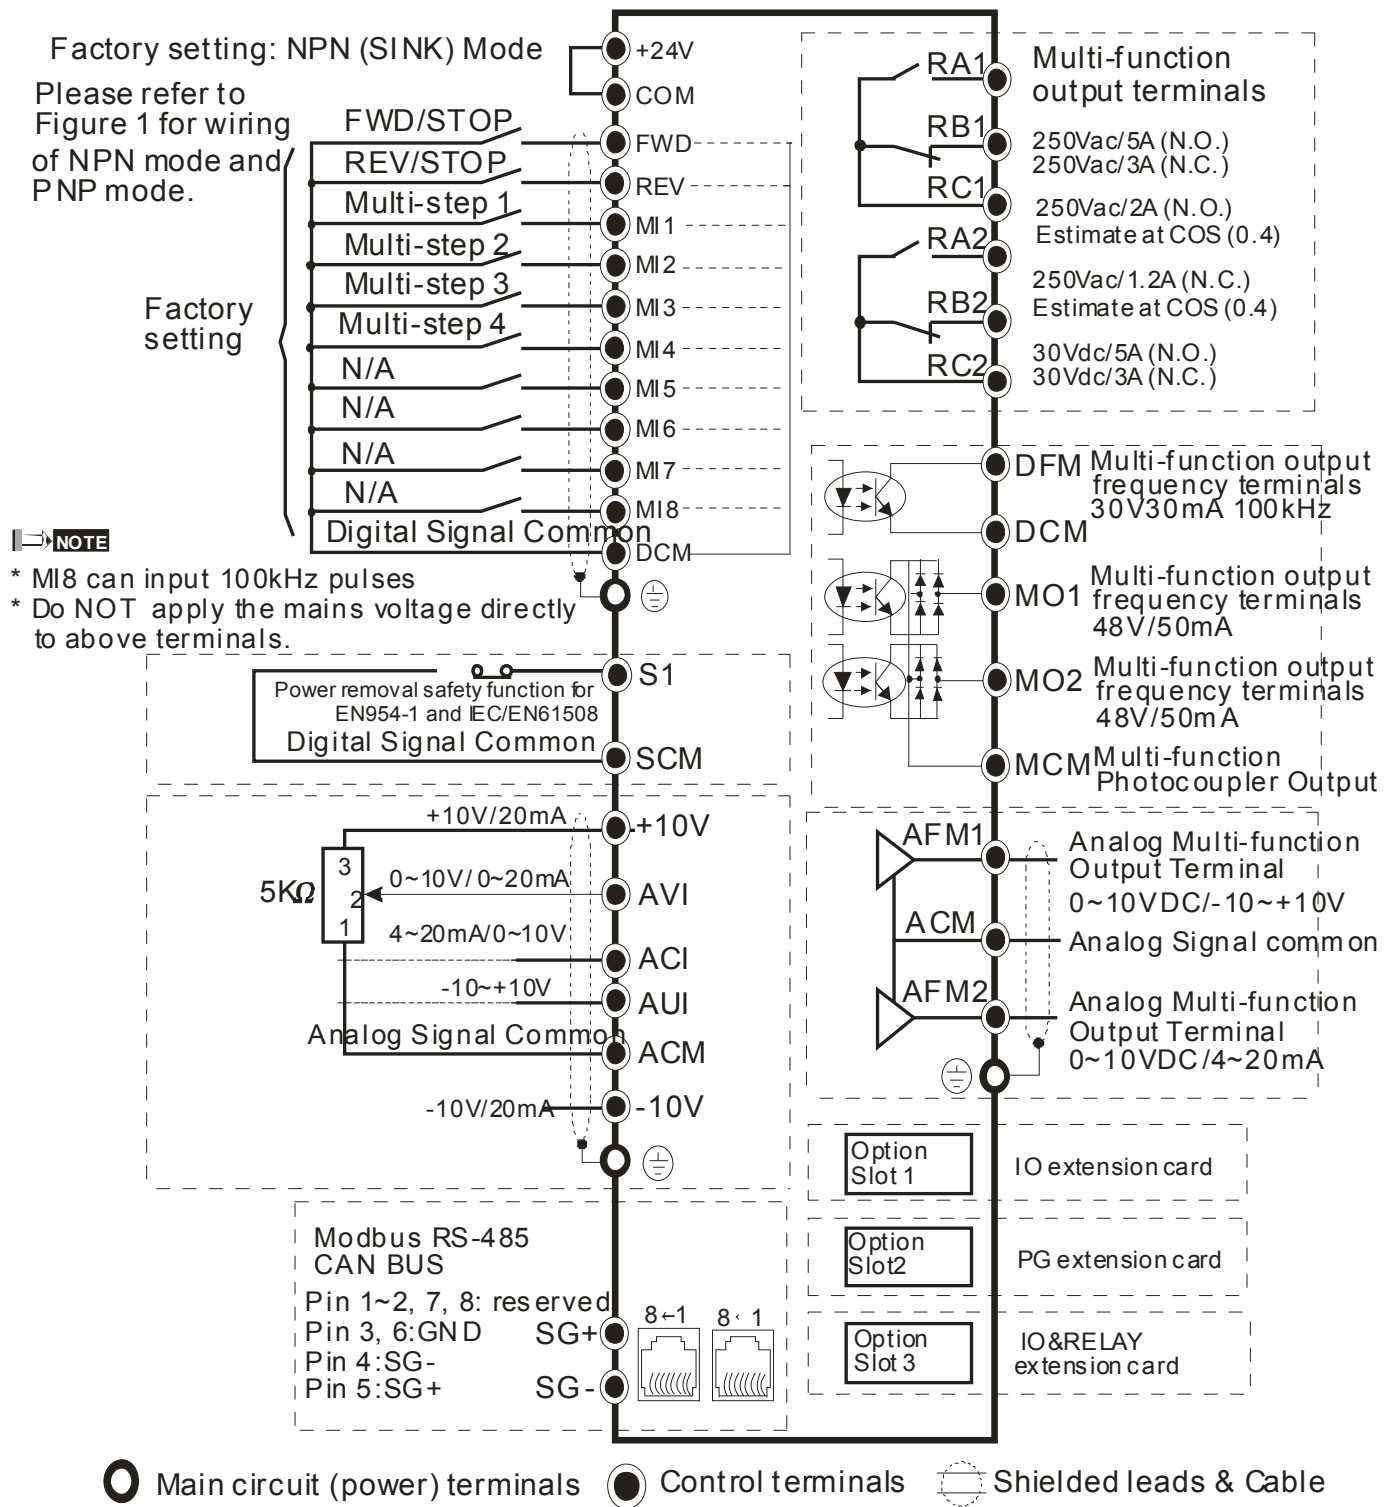 Factory setting: NPN (SINK) Mode
Please refer to
Figure 1 for wiring
of NPN mode and
PNP mode.
+24V
COM
FWD/STOP
FWD
REV/STOP
REV
Multi-step 1
MI1
Multi-step 2
MI2
Multi-step 3
MI3
Multi-step 4
MI4
N/A
MI5
N/A
MI6
N/A
MI7
N/A
MI8
Digital Signal Common
DCM
Factory
setting
NOTE
* MI8 can input 100kHz pulses
* Do NOT apply the mains voltage directly
to above terminals.
S1
Power removal safety function for
EN954-1 and IEC/EN61508
Digital Signal Common
SCM
+10V/20mA
+10V
5KΩ
3
2
1
0~10V/0~20mA
AVI
4~20mA/0~10V
ACI
-10~+10V
AUI
Analog Signal Common
ACM
-10V/20mA
-10V
Modbus RS-485
CAN BUS
Pin 1~2, 7, 8: reserved
Pin 3, 6:GND
Pin 4:SG-
Pin 5:SG+
SG+
SG-
8←1
8‹1
RA1
RB1
RC1
RA2
RB2
RC2
Multi-function
output terminals
250Vac/5A (N.O.)
250Vac/3A (N.C.)
250Vac/2A (N.O.)
Estimate at COS (0.4)
250Vac/1.2A (N.C.)
Estimate at COS (0.4)
30Vdc/5A (N.O.)
30Vdc/3A (N.C.)
DFM
Multi-function output
frequency terminals
30V30mA 100kHz
DCM
MO1
Multi-function output
frequency terminals
48V/50mA
MO2
Multi-function output
frequency terminals
48V/50mA
MCM
Multi-function
Photocoupler Output
AFM1
Analog Multi-function
Output Terminal
0~10VDC/-10~+10V
ACM
Analog Signal common
AFM2
Analog Multi-function
Output Terminal
0~10VDC/4~20mA
Option
Slot 1
IO extension card
Option
Slot2
PG extension card
Option
Slot 3
IO&RELAY
extension card
Main circuit (power) terminals
Control terminals
Shielded leads & Cable